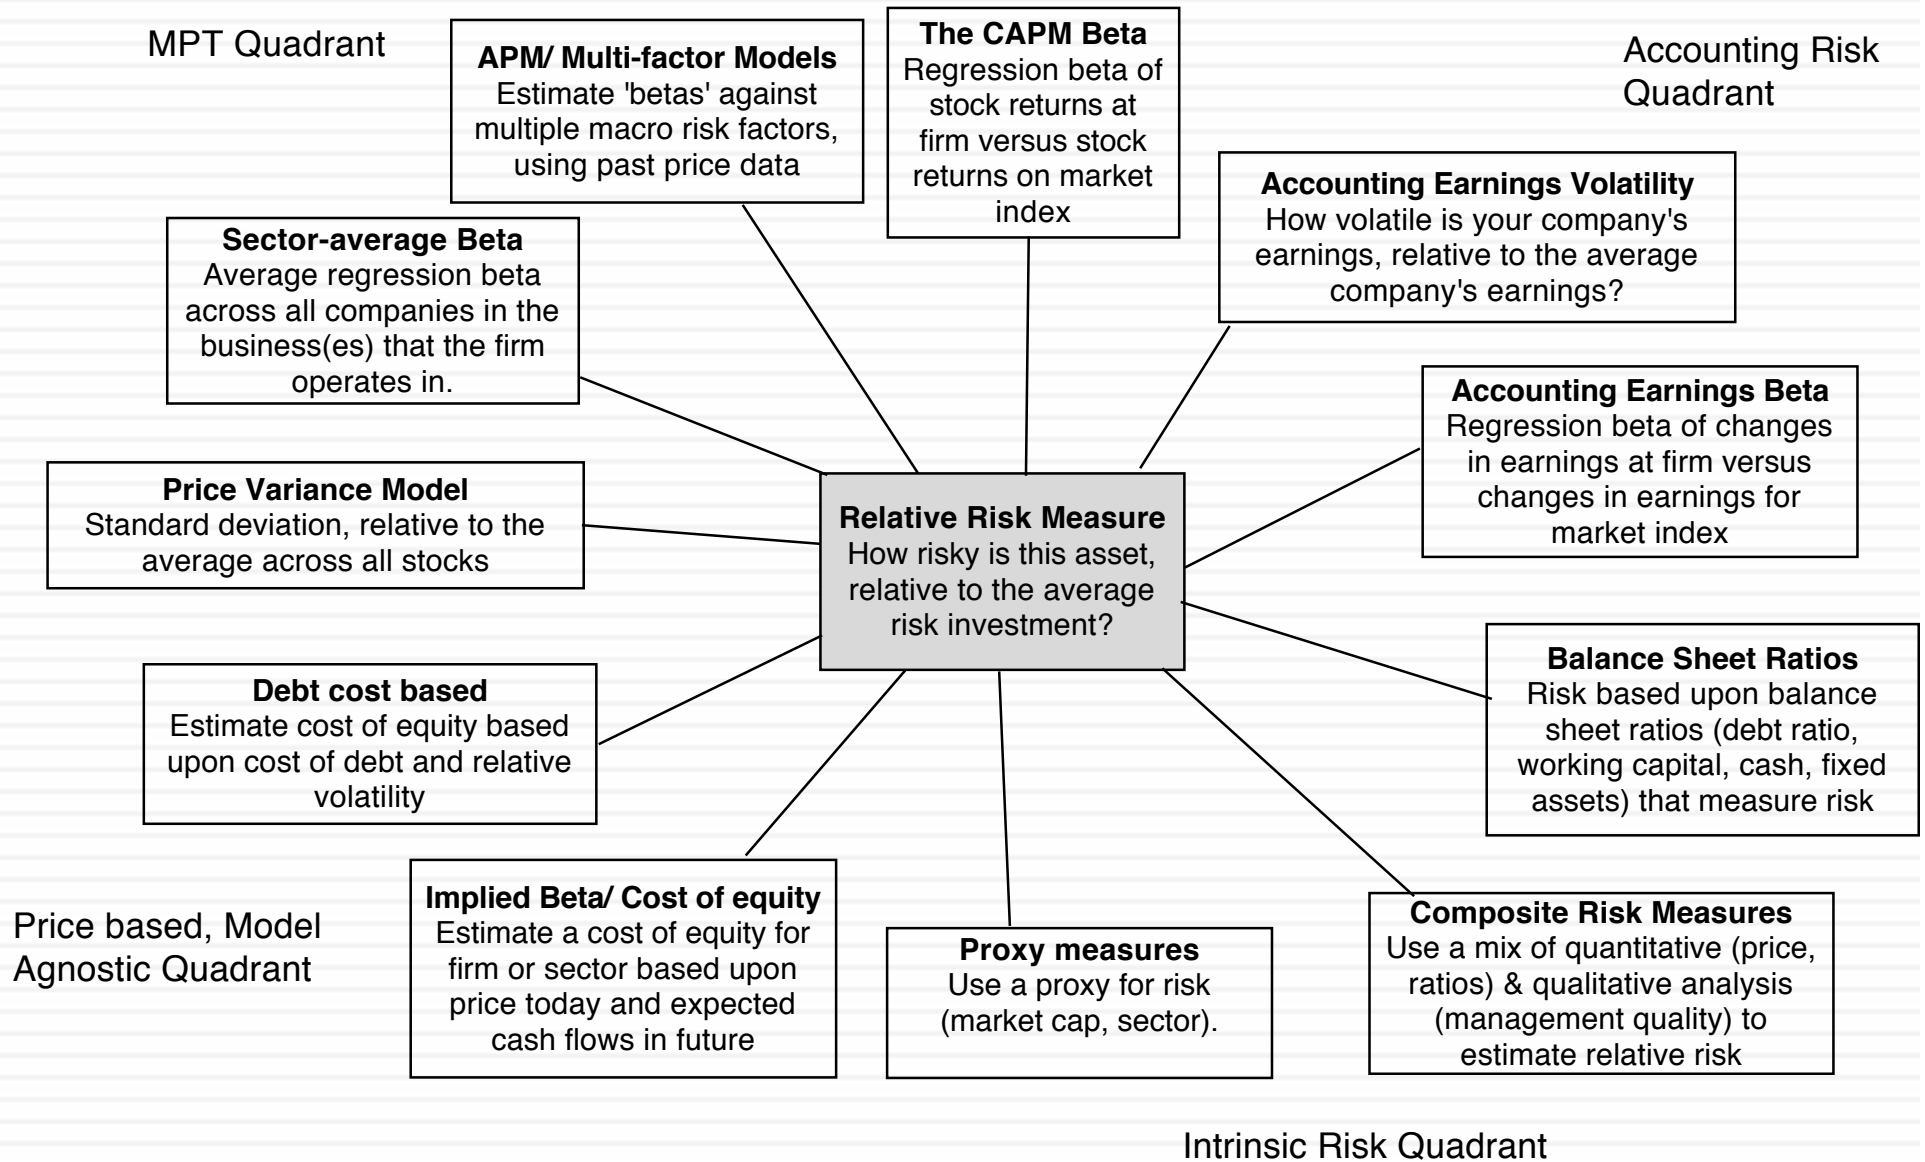 MPT Quadrant
APM/ Multi-factor Models
Estimate 'betas' against
multiple macro risk factors,
using past price data
The CAPM Beta
Regression beta of
stock returns at
firm versus stock
returns on market
index
Accounting Risk
Quadrant
Accounting Earnings Volatility
How volatile is your company's
earnings, relative to the average
company's earnings?
Sector-average Beta
Average regression beta
across all companies in the
business(es) that the firm
operates in.
Accounting Earnings Beta
Regression beta of changes
in earnings at firm versus
changes in earnings for
market index
Price Variance Model
Standard deviation, relative to the
average across all stocks
Relative Risk Measure
How risky is this asset,
relative to the average
risk investment?
Debt cost based
Estimate cost of equity based
upon cost of debt and relative
volatility
Balance Sheet Ratios
Risk based upon balance
sheet ratios (debt ratio,
working capital, cash, fixed
assets) that measure risk
Price based, Model
Agnostic Quadrant
Implied Beta/ Cost of equity
Estimate a cost of equity for
firm or sector based upon
price today and expected
cash flows in future
Proxy measures
Use a proxy for risk
(market cap, sector).
Composite Risk Measures
Use a mix of quantitative (price,
ratios) & qualitative analysis
(management quality) to
estimate relative risk
Intrinsic Risk Quadrant